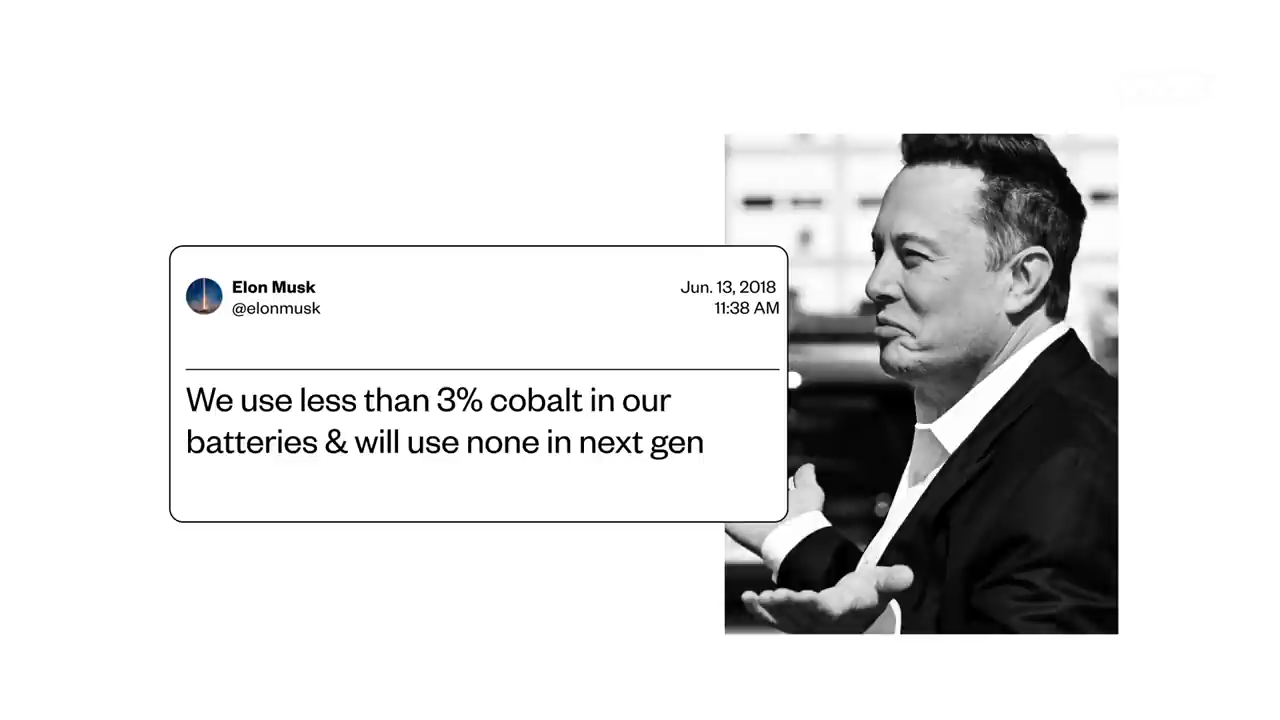 Elon Musk
@elonmusk
Jun. 13, 2018
11:38 AM
We use less than 3% cobalt in our
batteries & will use none in next gen